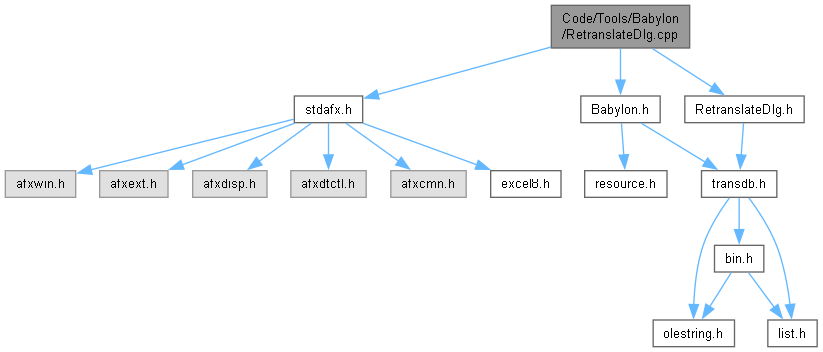 Code/Tools/Babylon
/RetranslateDlg.cpp
stdafx.h
Babylon.h
RetranslateDlg.h
afxwin.h
afxext.h
afxdisp.h
afxdtctl.h
afxcmn.h
excel8.h
resource.h
transdb.h
bin.h
olestring.h
list.h